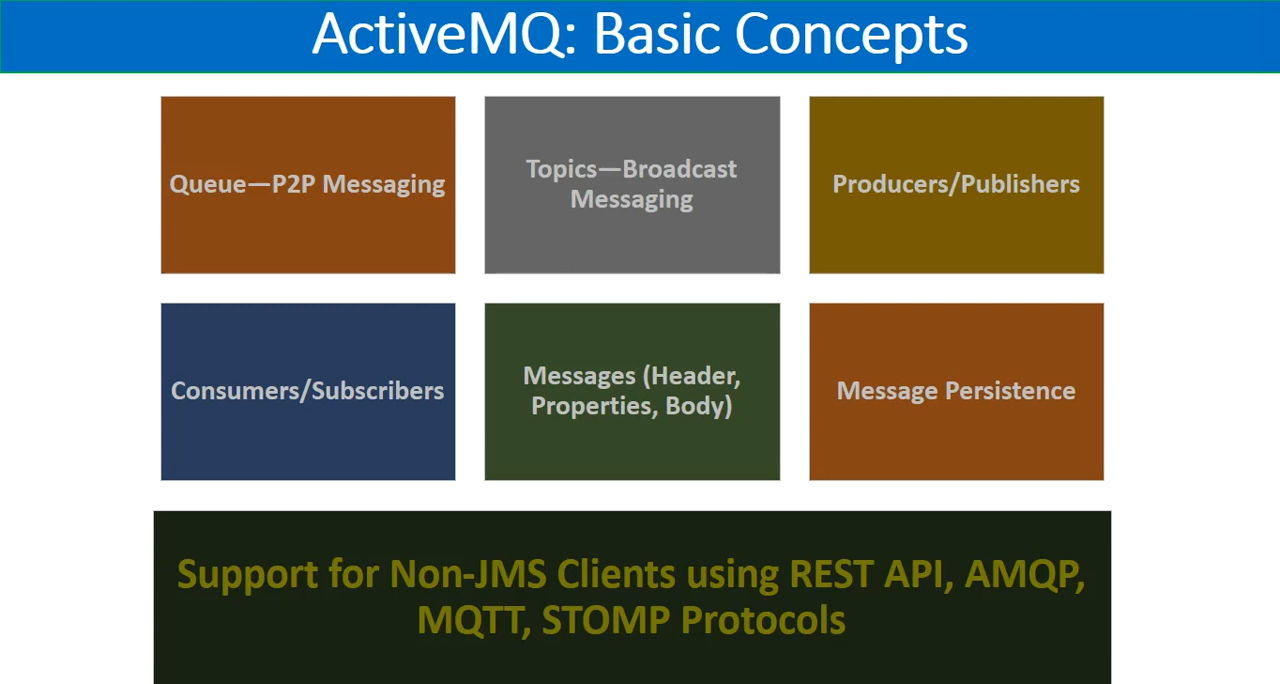 ActiveMQ: Basic Concepts
Queue—P2P Messaging
Topics—Broadcast
Messaging
Producers/Publishers
Consumers/Subscribers
Messages (Header,
Properties, Body)
Message Persistence
Support for Non-JMS Clients using REST API, AMQP,
MQTT, STOMP Protocols